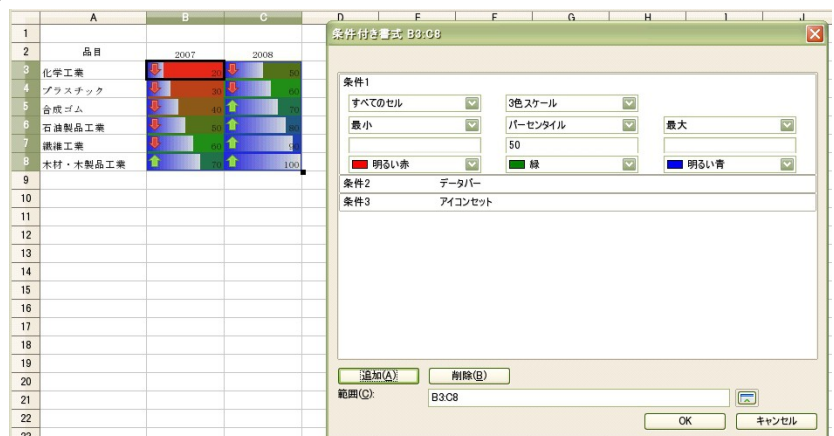 A B C D E F G H I J
条件付き書式 B3:C8
1
2 品目 2007 2008
3 化学工業 20 50
4 プラスチック 30 60
5 合成ゴム 40 70
6 石油製品工業 50 80
7 繊維工業 60 90
8 木材・木製品工業 70 100
9
10
11
12
13
14
15
16
17
18
19
20
21
22
23
条件1
すべてのセル 3色スケール
最小 パーセンタイル 最大
50
明るい赤 緑 明るい青
条件2 データバー
条件3 アイコンセット
追加(A) 削除(B)
範囲(C): B3:C8
OK キャンセル